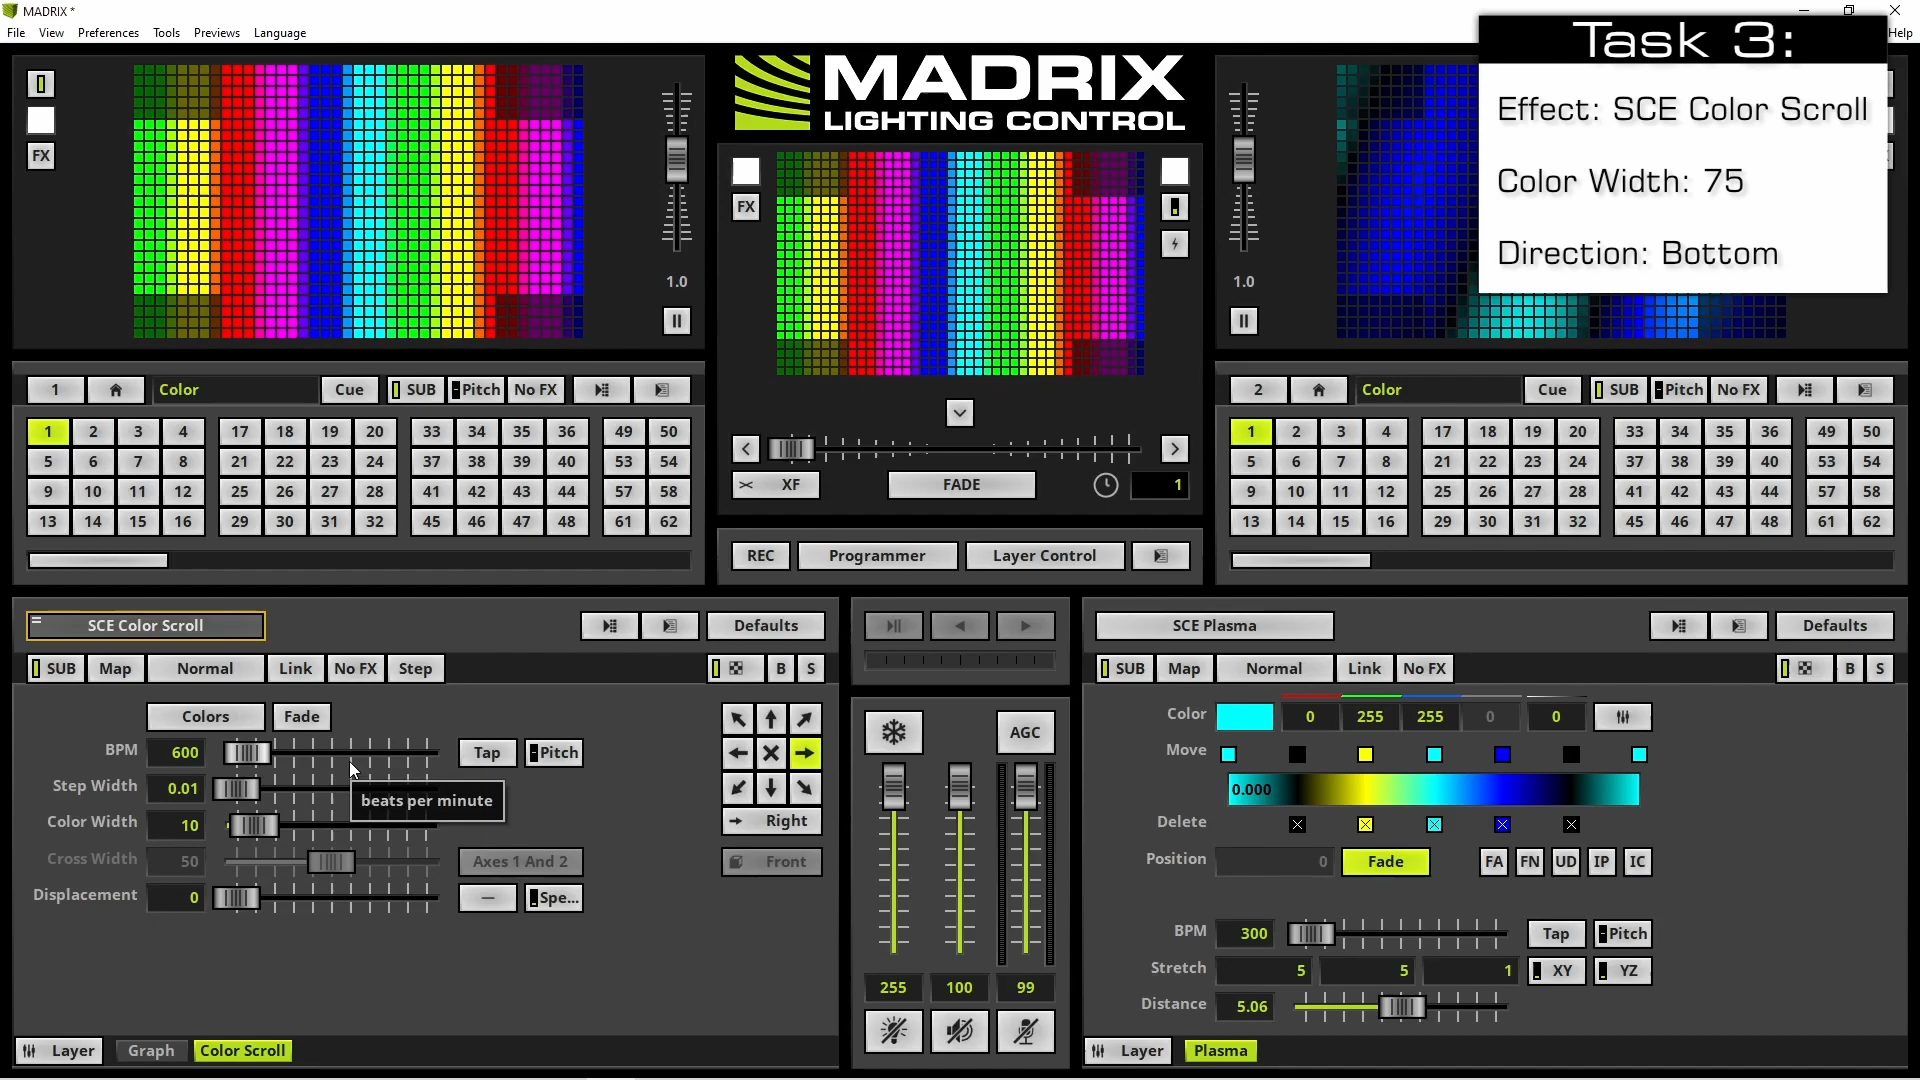 MADRIX *
File View Preferences Tools Previews Language Help
Task 3:
Effect: SCE Color Scroll
Color Width: 75
Direction: Bottom
MADRIX
LIGHTING CONTROL
FX
FX
1.0
1.0
1 Color Cue SUB Pitch No FX
1 2 3 4 17 18 19 20 33 34 35 36 49 50
5 6 7 8 21 22 23 24 37 38 39 40 53 54
9 10 11 12 25 26 27 28 41 42 43 44 57 58
13 14 15 16 29 30 31 32 45 46 47 48 61 62
XF FADE 1
REC Programmer Layer Control
2 Color Cue SUB Pitch No FX
1 2 3 4 17 18 19 20 33 34 35 36 49 50
5 6 7 8 21 22 23 24 37 38 39 40 53 54
9 10 11 12 25 26 27 28 41 42 43 44 57 58
13 14 15 16 29 30 31 32 45 46 47 48 61 62
SCE Color Scroll Defaults
SUB Map Normal Link No FX Step B S
Colors Fade
BPM 600 Tap Pitch
Step Width 0.01
beats per minute
Color Width 10 Right
Cross Width 50 Axes 1 And 2 Front
Displacement 0 — Spe...
Layer Graph Color Scroll
AGC
255 100 99
SCE Plasma Defaults
SUB Map Normal Link No FX B S
Color 0 255 255 0 0
Move
0.000
Delete
Position 0 Fade FA FN UD IP IC
BPM 300 Tap Pitch
Stretch 5 5 1 XY YZ
Distance 5.06
Layer Plasma